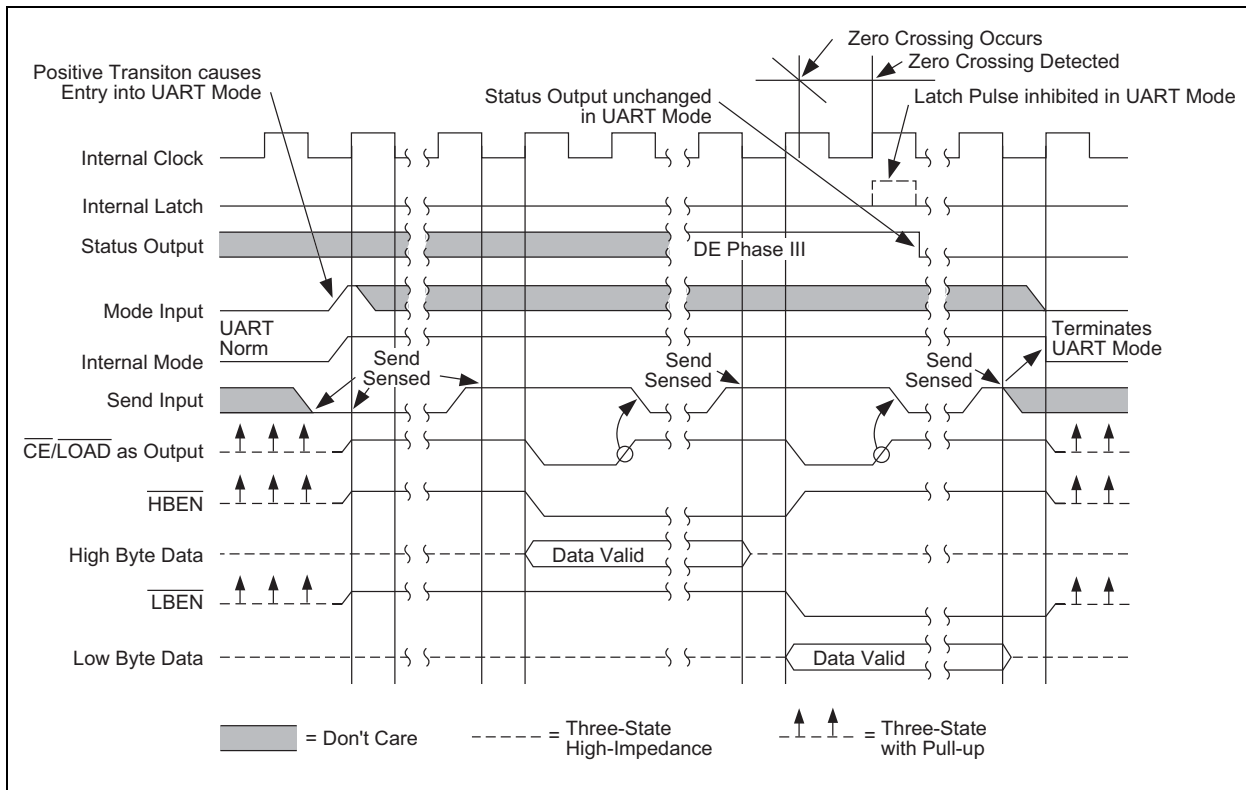 Zero Crossing Occurs
Zero Crossing Detected
Positive Transiton causes
Entry into UART Mode
Status Output unchanged
in UART Mode
Latch Pulse inhibited in UART Mode
Internal Clock
Internal Latch
Status Output
DE Phase III
Mode Input
UART
Norm
Terminates
UART Mode
Internal Mode
Send
Sensed
Send
Sensed
Send
Sensed
Send Input
CE/LOAD as Output
HBEN
High Byte Data
Data Valid
LBEN
Low Byte Data
Data Valid
= Don't Care
= Three-State
High-Impedance
= Three-State
with Pull-up